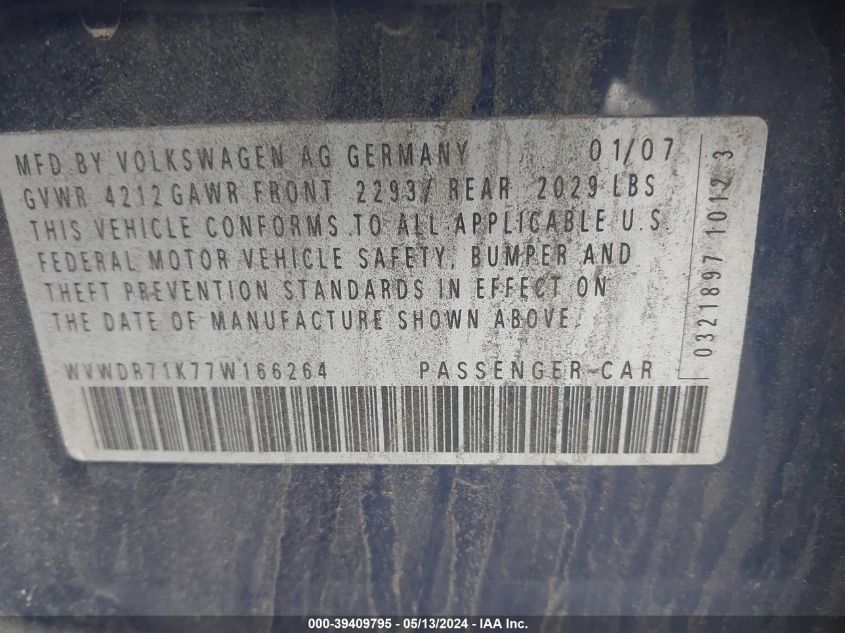 MFD BY VOLKSWAGEN AG GERMANY 01/07
GVWR 4212 GAWR FRONT 2293/ REAR 2029 LBS
THIS VEHICLE CONFORMS TO ALL APPLICABLE U.S.
FEDERAL MOTOR VEHICLE SAFETY, BUMPER AND
THEFT PREVENTION STANDARDS IN EFFECT ON
THE DATE OF MANUFACTURE SHOWN ABOVE.
WVWDR71K77W166264 PASSENGER CAR
0321897 1012 3
000-39409795 - 05/13/2024 - IAA Inc.